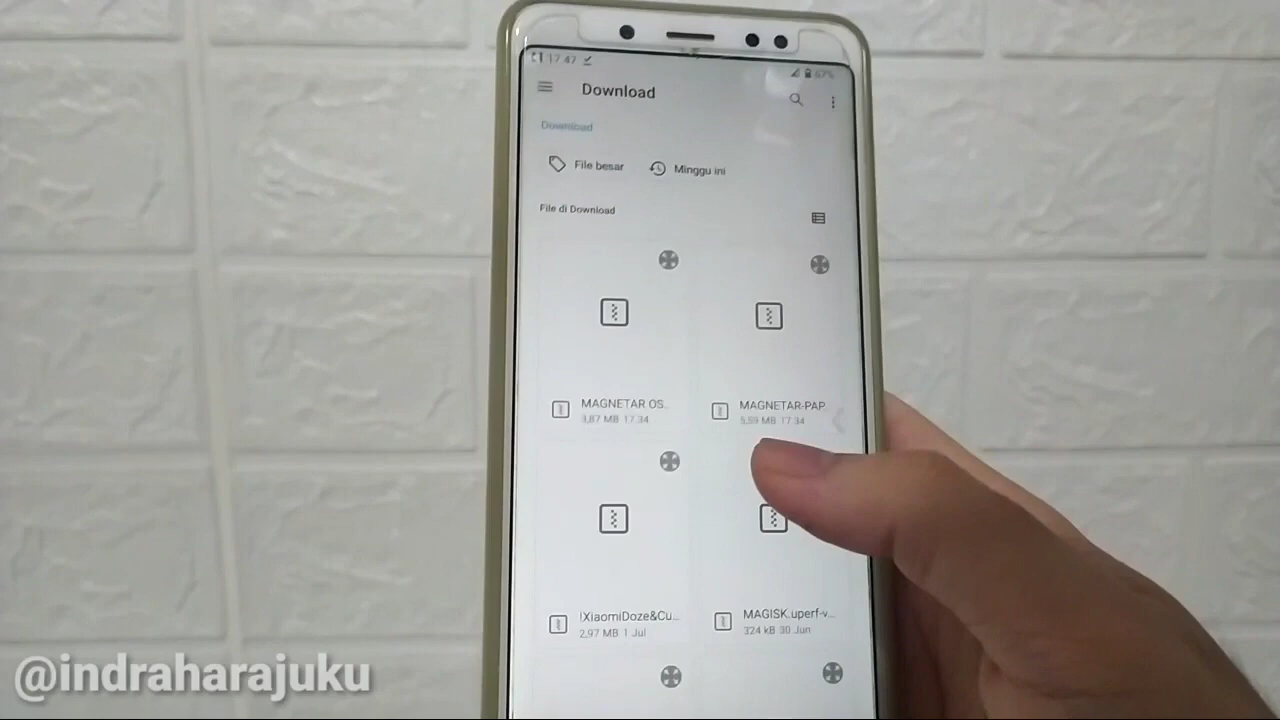 17.47
67%
Download
Download
File besar
Minggu ini
File di Download
MAGNETAR OS..
3,87 MB 17.34
MAGNETAR-PAP
5,59 MB 17.34
!XiaomiDoze&Cu...
2,97 MB 1 Jul
MAGISK.uperf-v...
324 kB 30 Jun
@indraharajuku